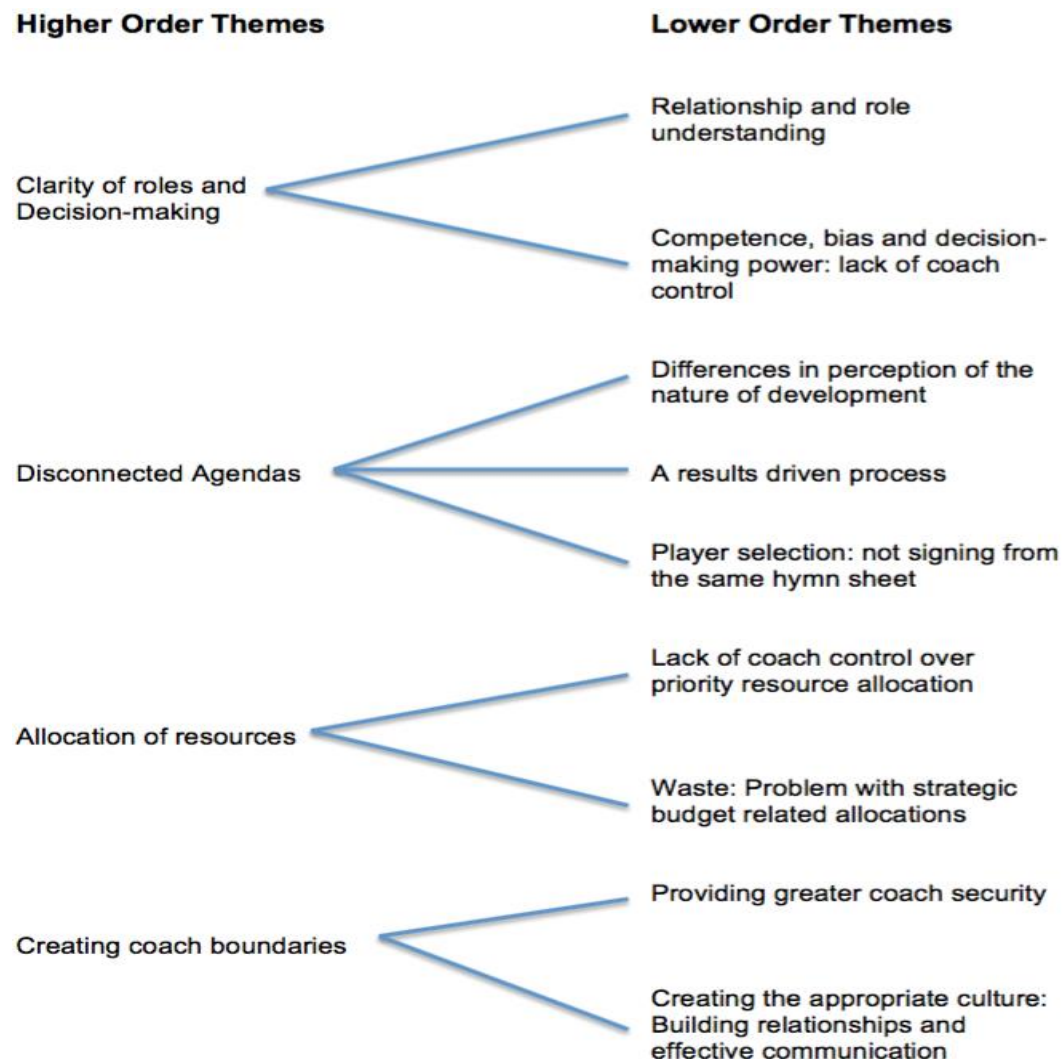 Higher Order Themes
Lower Order Themes
Clarity of roles and
Decision-making
Relationship and role
understanding
Competence, bias and decision-
making power: lack of coach
control
Disconnected Agendas
Differences in perception of the
nature of development
A results driven process
Player selection: not signing from
the same hymn sheet
Allocation of resources
Lack of coach control over
priority resource allocation
Waste: Problem with strategic
budget related allocations
Creating coach boundaries
Providing greater coach security
Creating the appropriate culture:
Building relationships and
effective communication